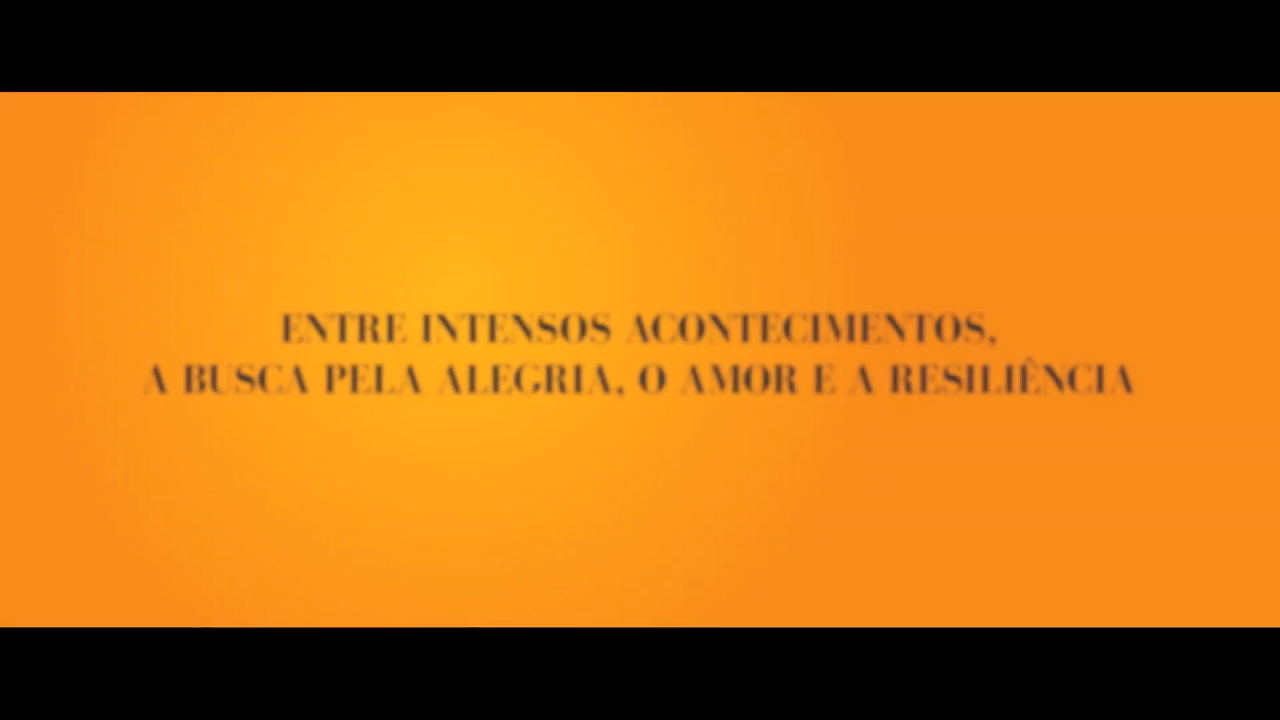 ENTRE INTENSOS ACONTECIMENTOS,
A BUSCA PELA ALEGRIA, O AMOR E A RESILIÊNCIA